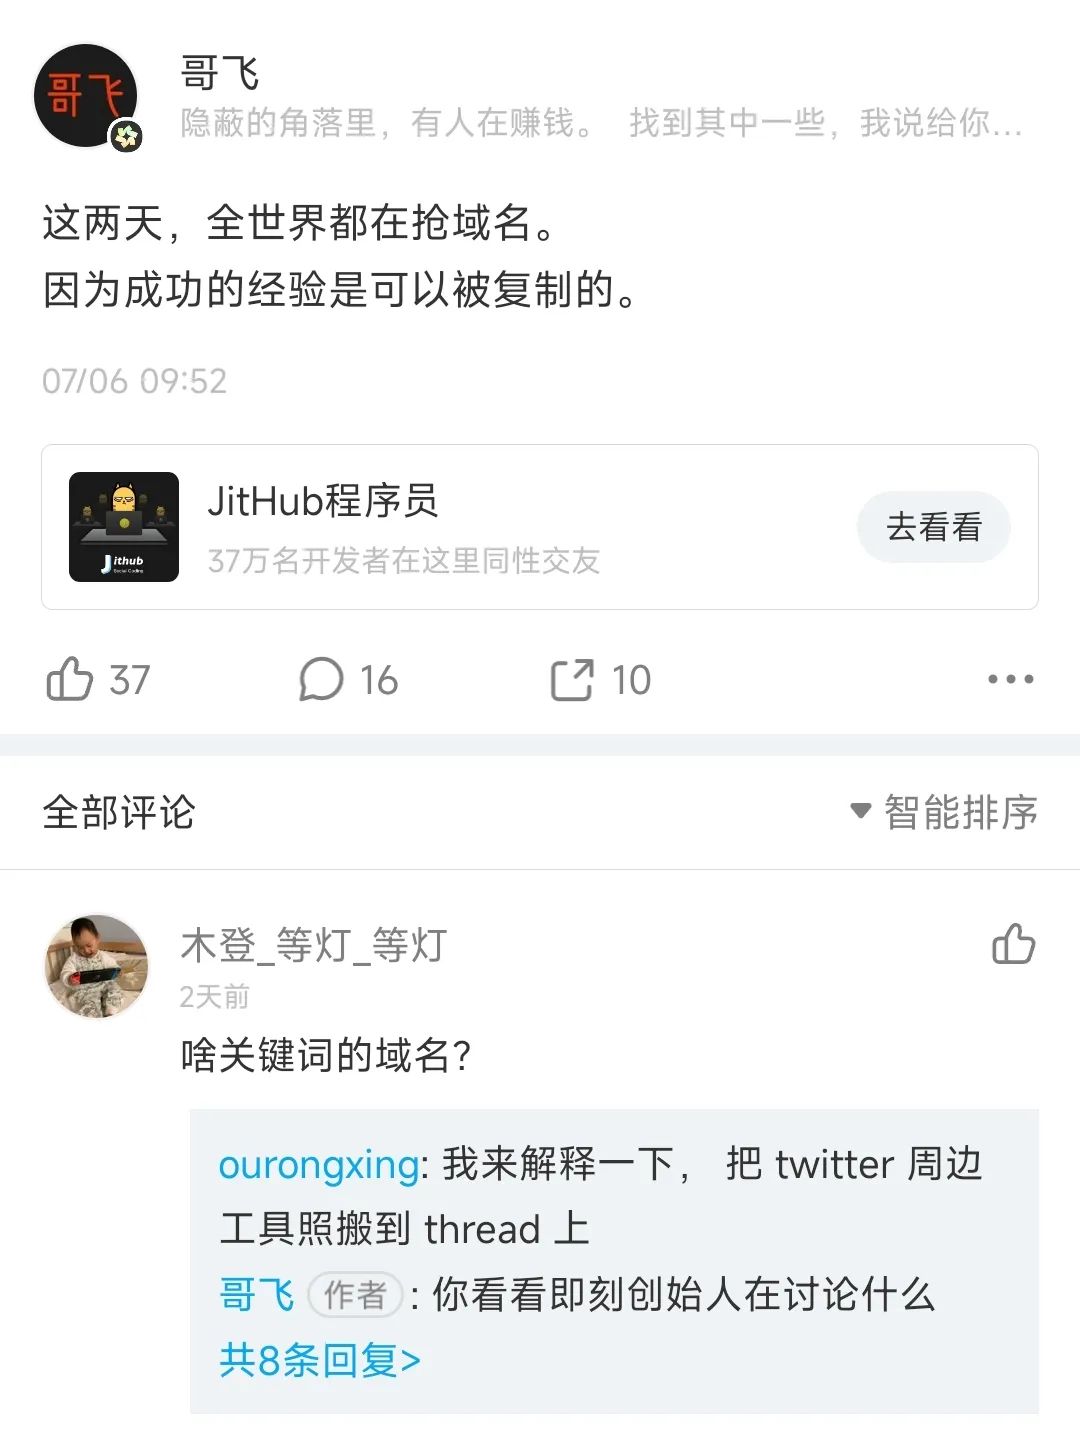 哥飞
哥飞
隐蔽的角落里，有人在赚钱。 找到其中一些，我说给你...
这两天，全世界都在抢域名。
因为成功的经验是可以被复制的。
07/06 09:52
JitHub程序员
37万名开发者在这里同性交友
去看看
Jithub
Social Coding
37
16
10
全部评论
智能排序
木登_等灯_等灯
2天前
啥关键词的域名?
ourongxing: 我来解释一下， 把 twitter 周边
工具照搬到 thread 上
哥飞 作者 : 你看看即刻创始人在讨论什么
共8条回复>